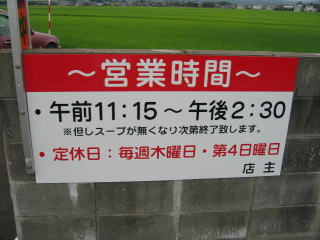 ～営業時間～
・午前11：15～午後2：30
※但しスープが無くなり次第終了致します。
・定休日：毎週木曜日・第4日曜日
店 主